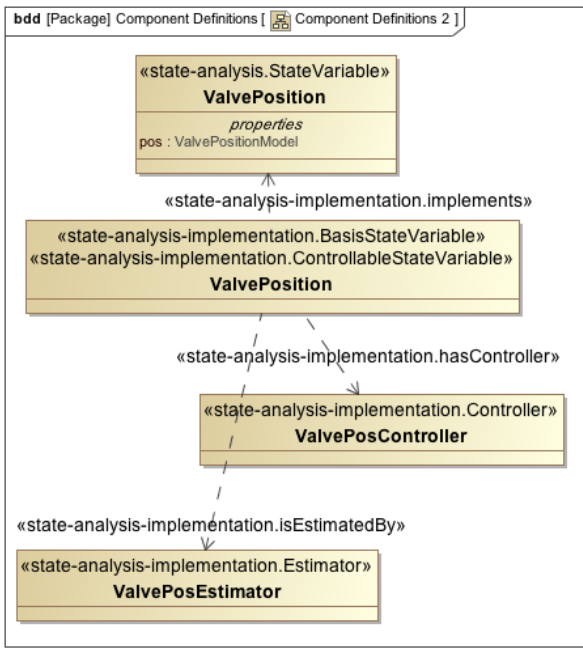 bdd [Package] Component Definitions [ Component Definitions 2 ]
«state-analysis.StateVariable»
ValvePosition
properties
pos : ValvePositionModel
«state-analysis-implementation.implements»
«state-analysis-implementation.BasisStateVariable»
«state-analysis-implementation.ControllableStateVariable»
ValvePosition
«state-analysis-implementation.hasController»
«state-analysis-implementation.Controller»
ValvePosController
«state-analysis-implementation.isEstimatedBy»
«state-analysis-implementation.Estimator»
ValvePosEstimator